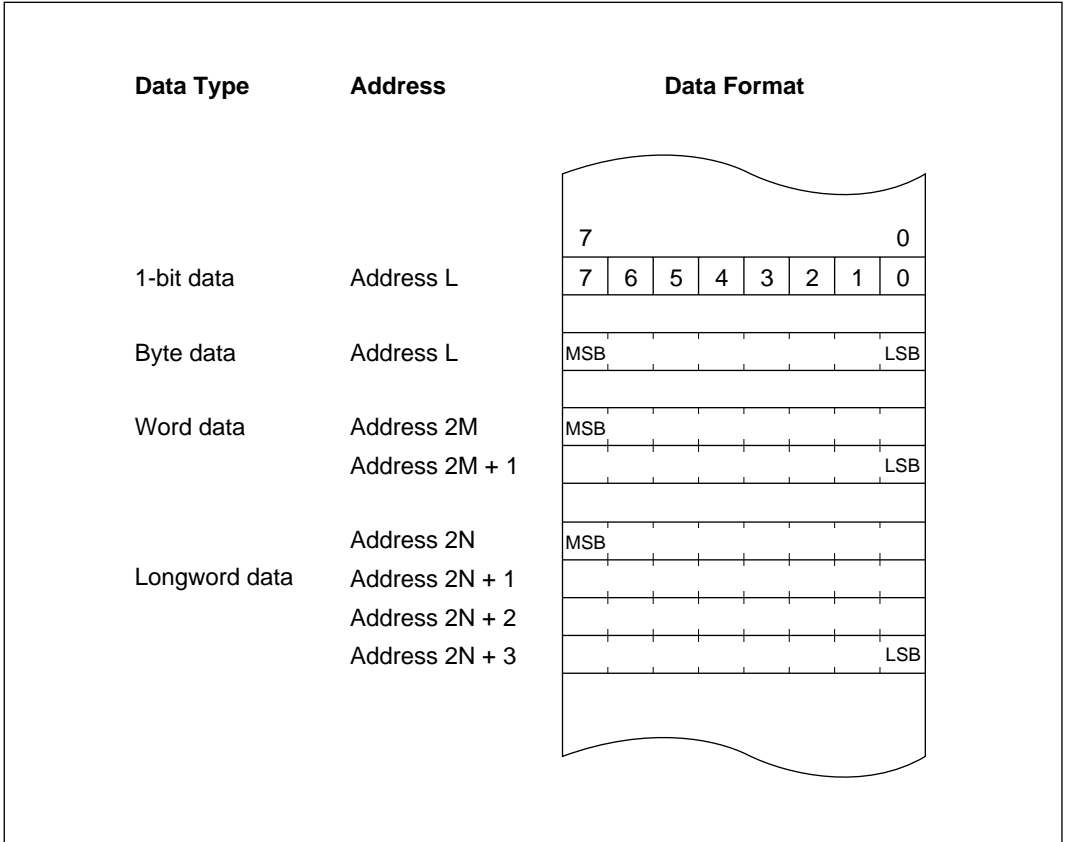 Data Type Address Data Format
7 0
1-bit data Address L 7 6 5 4 3 2 1 0
Byte data Address L MSB LSB
Word data Address 2M MSB
Address 2M + 1 LSB
Address 2N MSB
Longword data Address 2N + 1
Address 2N + 2
Address 2N + 3 LSB